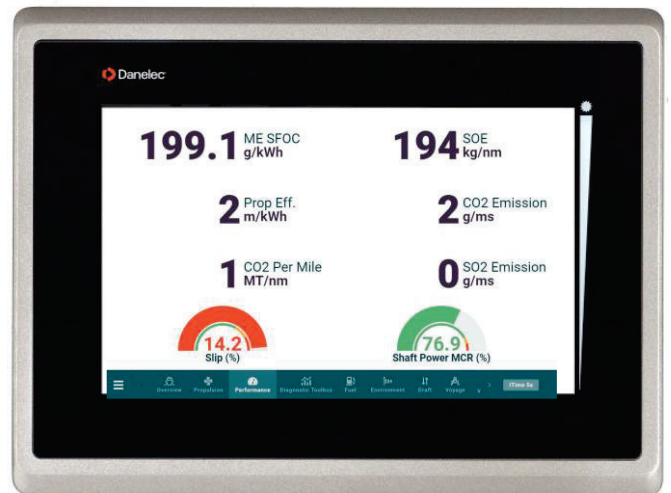 Danelec
199.1 ME SFOC g/kWh
194 SOE kg/nm
2 Prop Eff. m/kWh
2 CO2 Emission g/ms
1 CO2 Per Mile MT/nm
0 SO2 Emission g/ms
14.2
Slip (%)
76.9
Shaft Power MCR (%)
Overview Propulsion Performance Diagnostic Toolbox Fuel Environment Draft Voyage